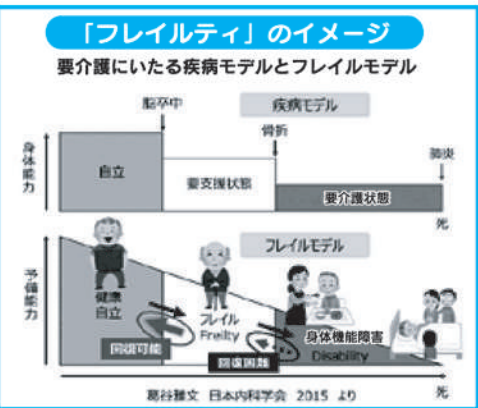 「フレイルティ」のイメージ
要介護にいたる疾病モデルとフレイルモデル
脳卒中
疾病モデル
骨折
肺炎
身体能力
自立
要支援状態
要介護状態
死
フレイルモデル
予備能力
健康
自立
フレイル
Freilty
身体機能障害
Disability
回復可能
回復困難
葛谷雅文 日本内科学会 2015 より
死